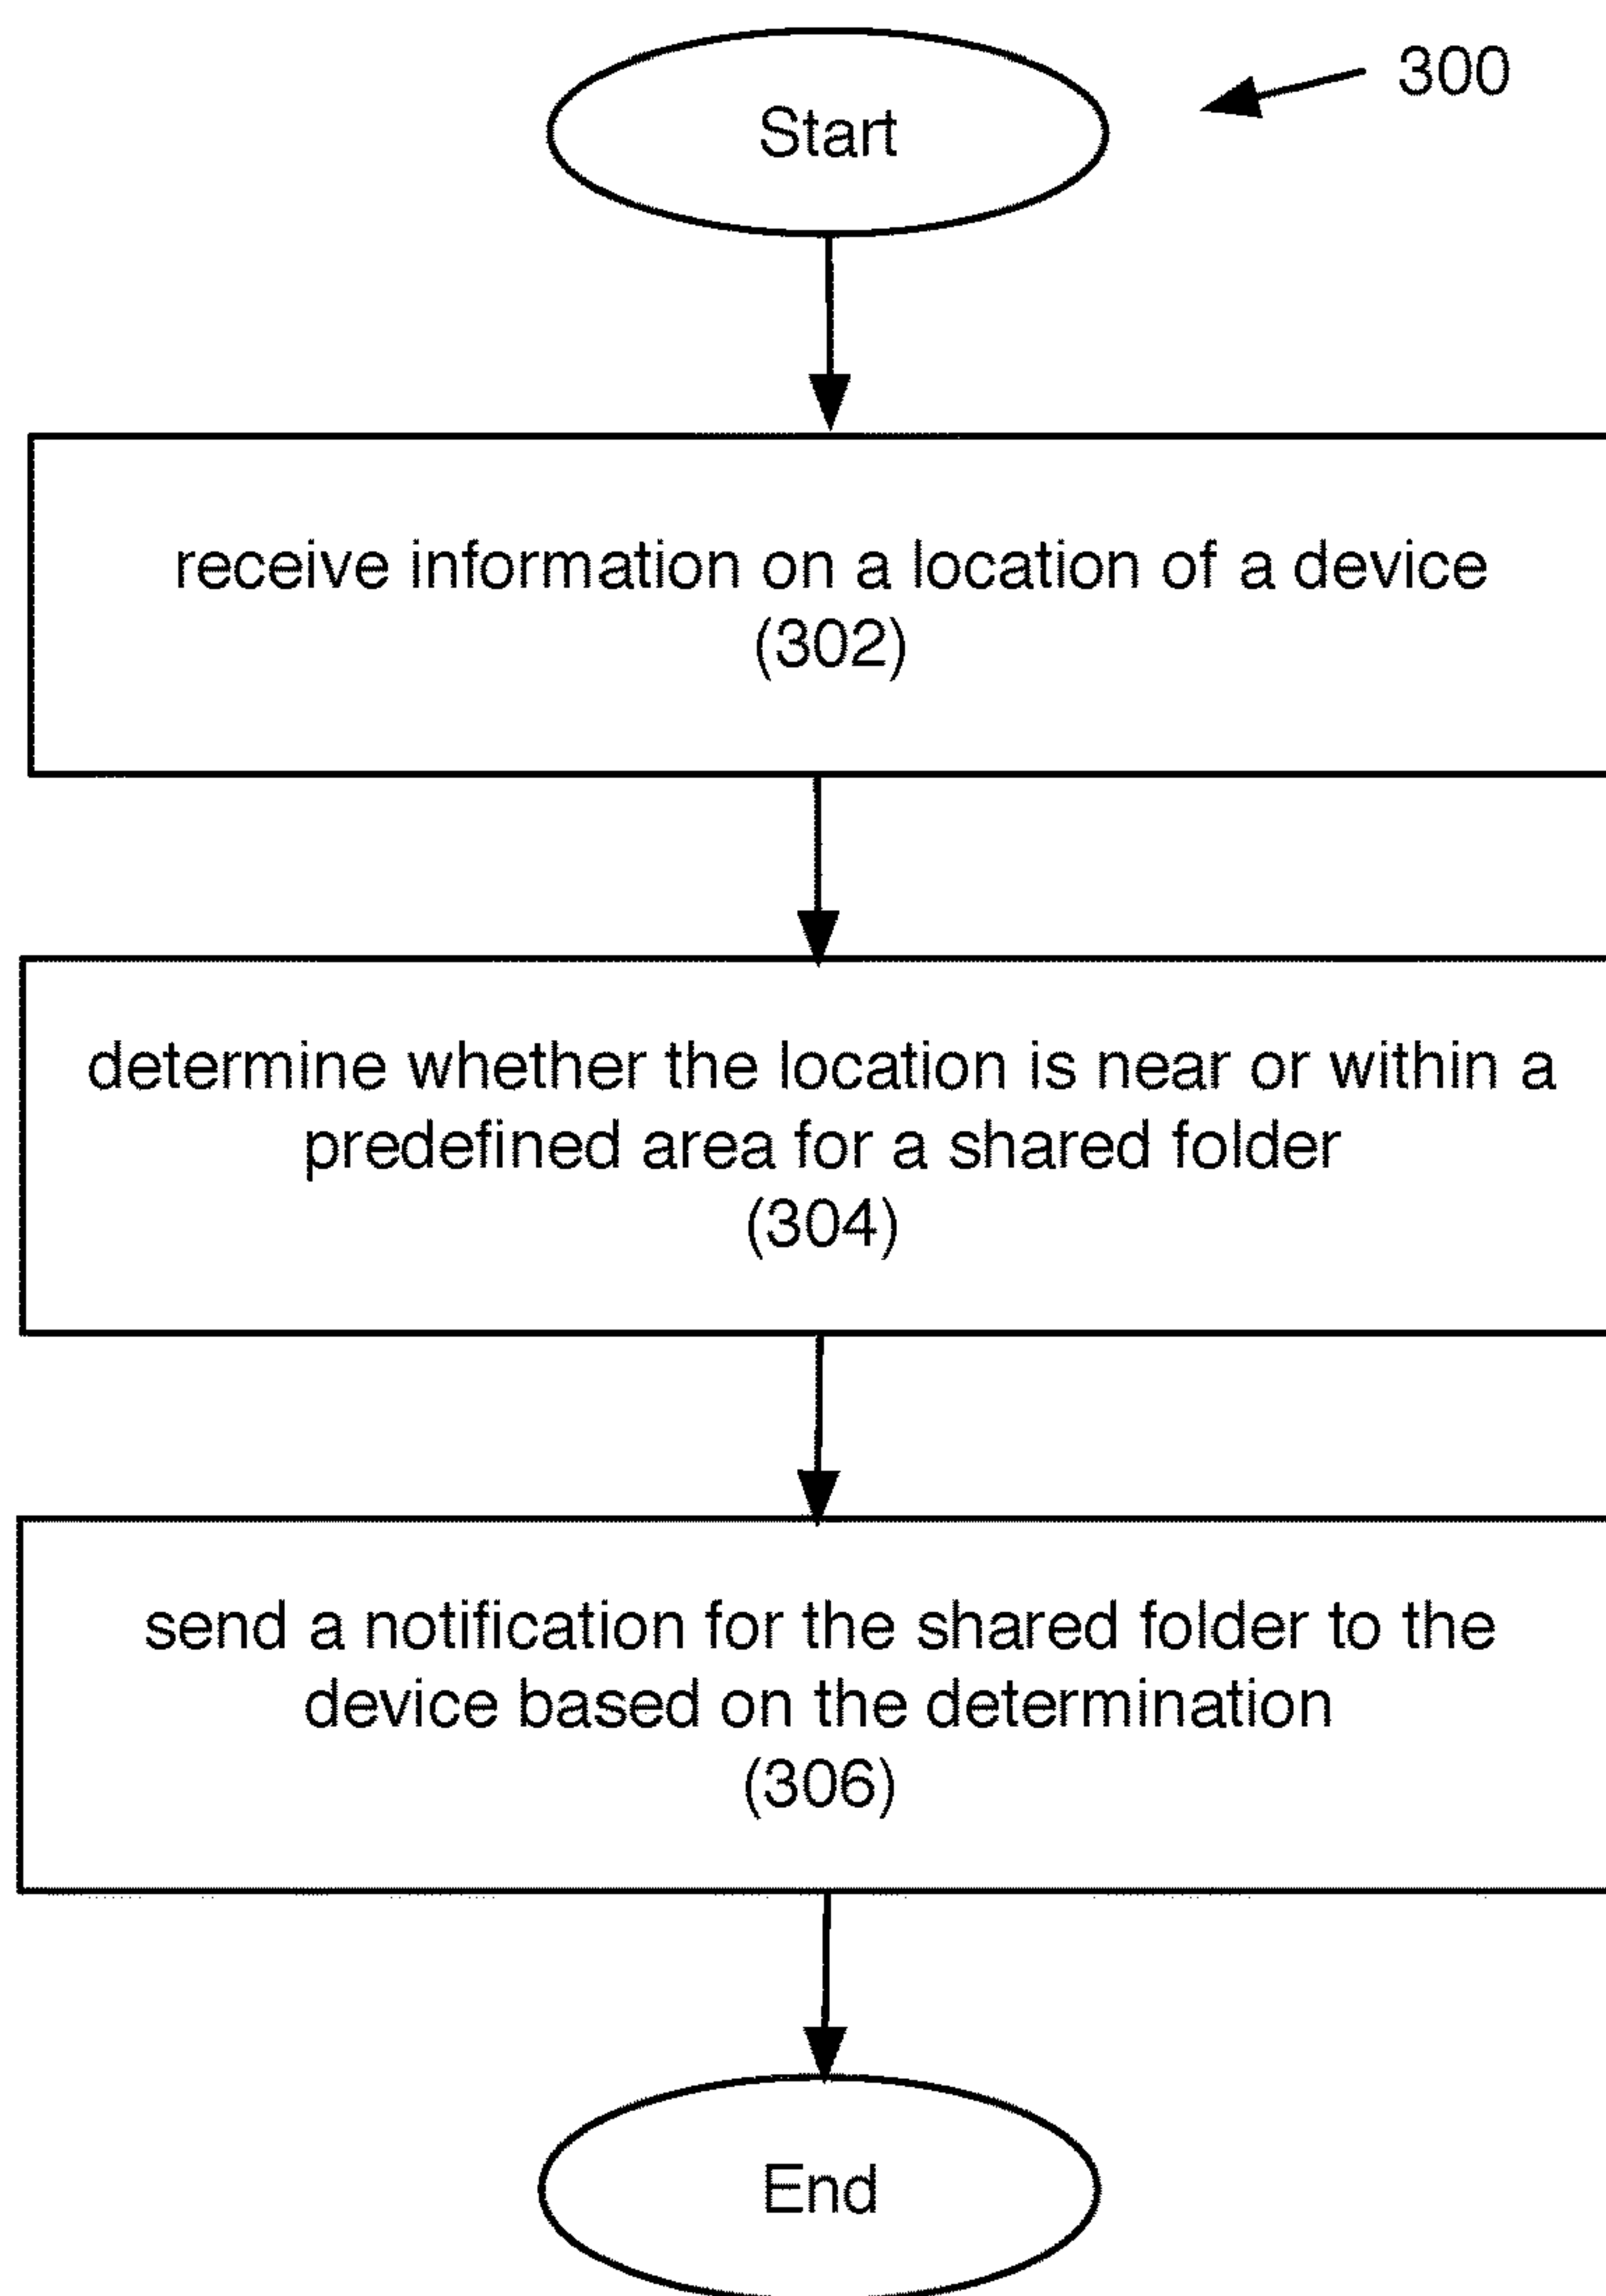 300
Start
receive information on a location of a device
(302)
determine whether the location is near or within a
predefined area for a shared folder
(304)
send a notification for the shared folder to the
device based on the determination
(306)
End